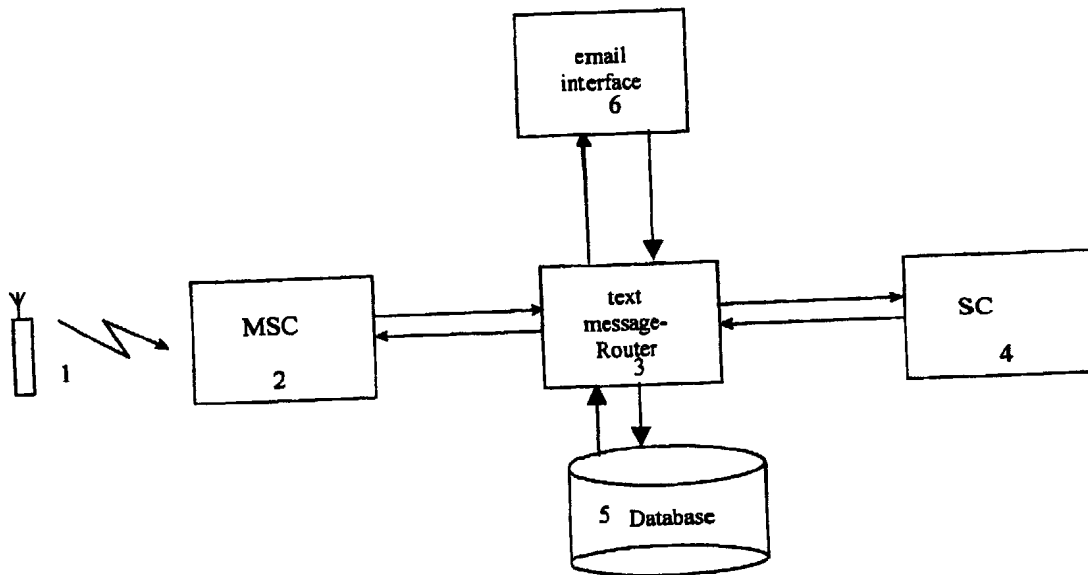 email
interface
6
text
message-
Router
3
MSC
2
SC
4
1
5 Database